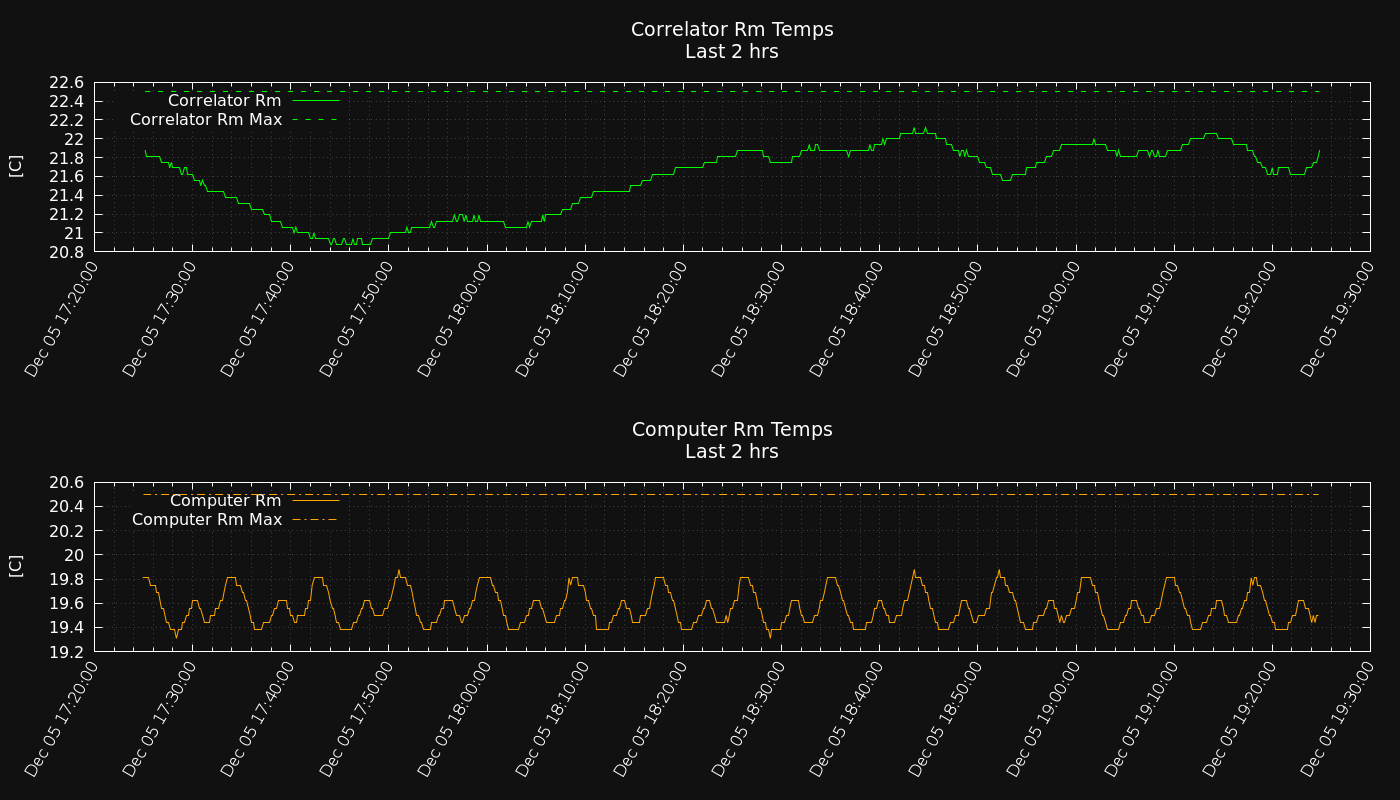 Correlator Rm Temps
Last 2 hrs
22.6
22.4
22.2
22
21.8
21.6
21.4
21.2
21
20.8
[C]
Correlator Rm
Correlator Rm Max
Dec 05 17:20:00
Dec 05 17:30:00
Dec 05 17:40:00
Dec 05 17:50:00
Dec 05 18:00:00
Dec 05 18:10:00
Dec 05 18:20:00
Dec 05 18:30:00
Dec 05 18:40:00
Dec 05 18:50:00
Dec 05 19:00:00
Dec 05 19:10:00
Dec 05 19:20:00
Dec 05 19:30:00
Computer Rm Temps
Last 2 hrs
20.6
20.4
20.2
20
19.8
19.6
19.4
19.2
[C]
Computer Rm
Computer Rm Max
Dec 05 17:20:00
Dec 05 17:30:00
Dec 05 17:40:00
Dec 05 17:50:00
Dec 05 18:00:00
Dec 05 18:10:00
Dec 05 18:20:00
Dec 05 18:30:00
Dec 05 18:40:00
Dec 05 18:50:00
Dec 05 19:00:00
Dec 05 19:10:00
Dec 05 19:20:00
Dec 05 19:30:00